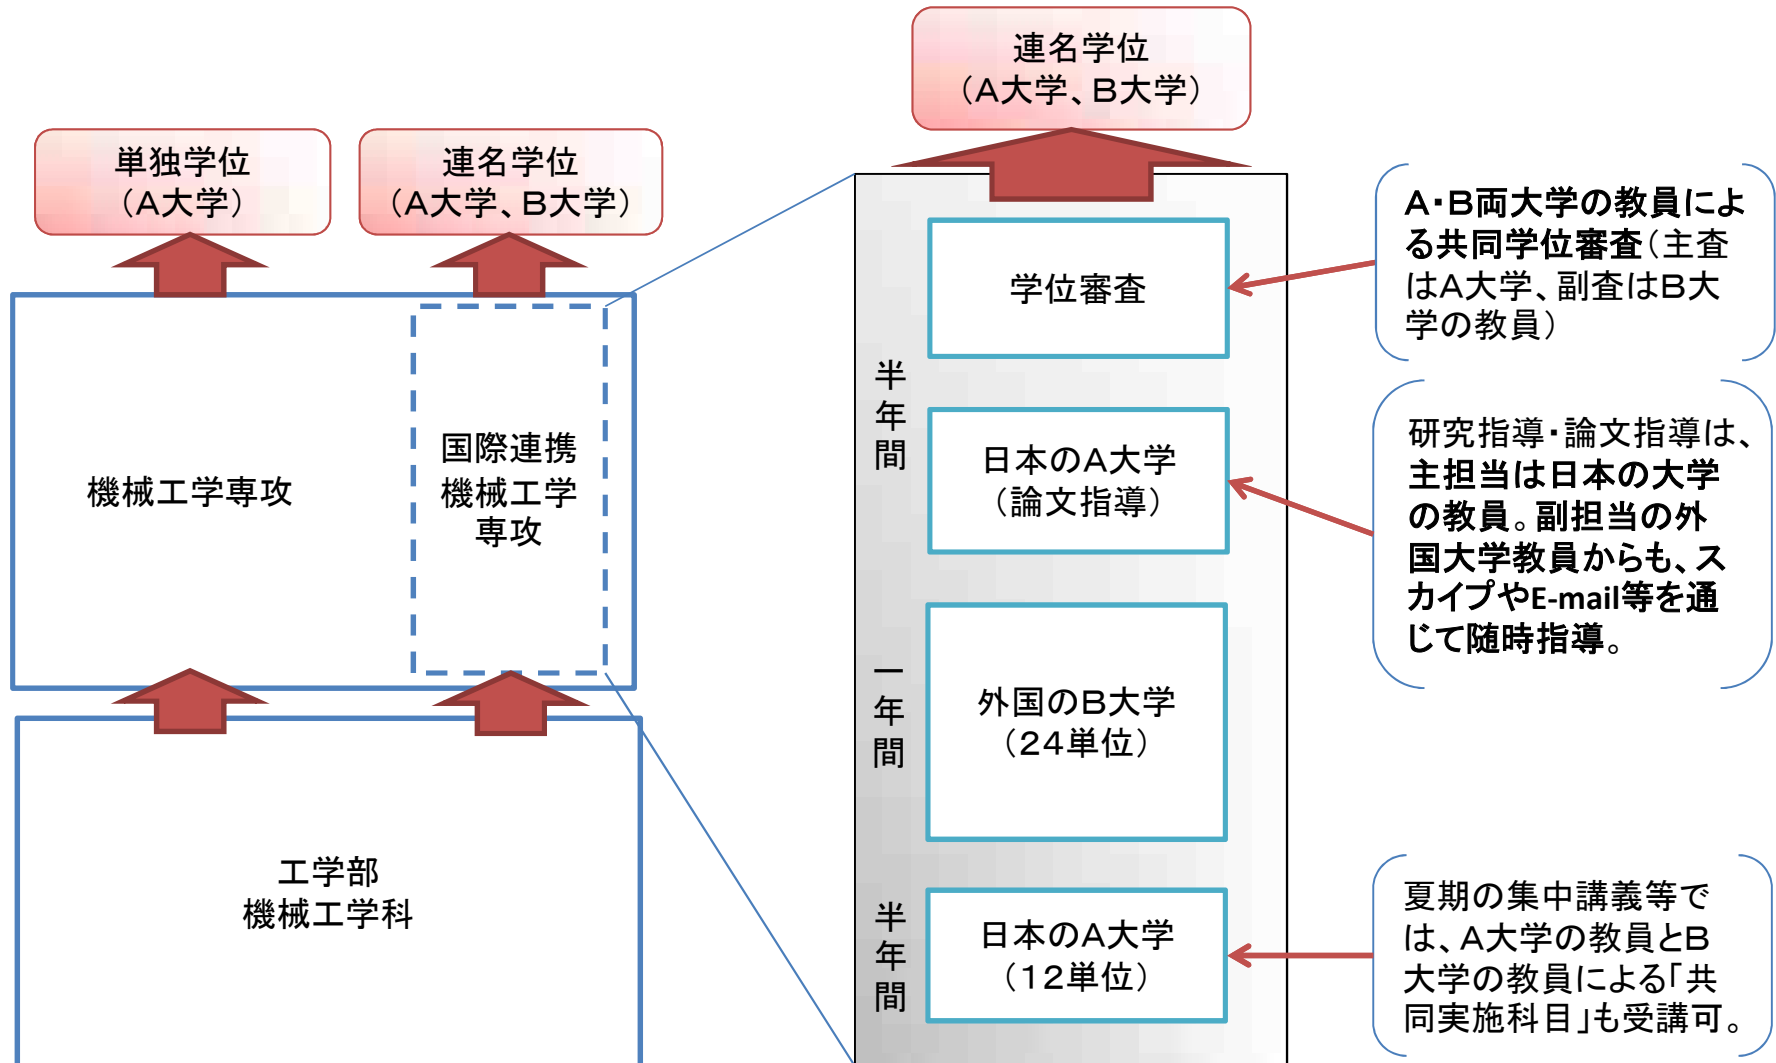 連名学位
（Ａ大学、Ｂ大学）
単独学位
（Ａ大学）
連名学位
（Ａ大学、Ｂ大学）
機械工学専攻
国際連携
機械工学
専攻
工学部
機械工学科
半年間
一年間
半年間
学位審査
日本のＡ大学
（論文指導）
外国のＢ大学
（２４単位）
日本のＡ大学
（１２単位）
Ａ・Ｂ両大学の教員によ
る共同学位審査（主査
はＡ大学、副査はＢ大
学の教員）
研究指導・論文指導は、
主担当は日本の大学
の教員。副担当の外
国大学教員からも、ス
カイプやE-mail等を通
じて随時指導。
夏期の集中講義等で
は、Ａ大学の教員とＢ
大学の教員による「共
同実施科目」も受講可。